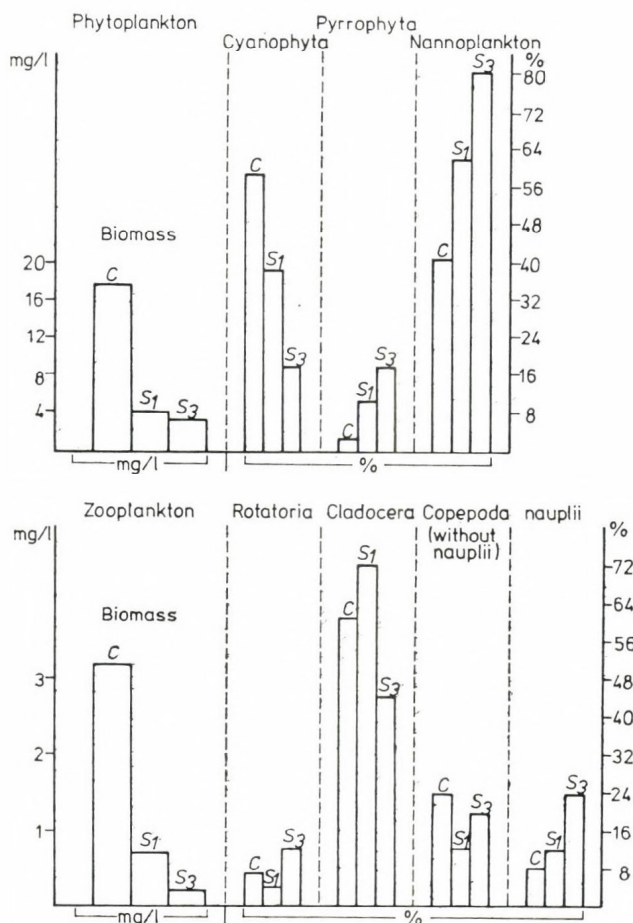 Phytoplankton Pyrrophyta
mg/l Cyanophyta Nannoplankton %
80
72
64
56
48
40
32
24
16
8
20
16
12
8
4
Biomass
C
S1
S3
C
S1
S3
C
S1
S3
C
S1
S3
mg/l %
Zooplankton Rotatoria Cladocera Copepoda nauplii
(without
nauplii)
mg/l %
72
64
56
48
40
32
24
16
8
3
2
1
Biomass
C
S1
S3
C
S1
S3
C
S1
S3
C
S1
S3
C
S1
S3
mg/l %